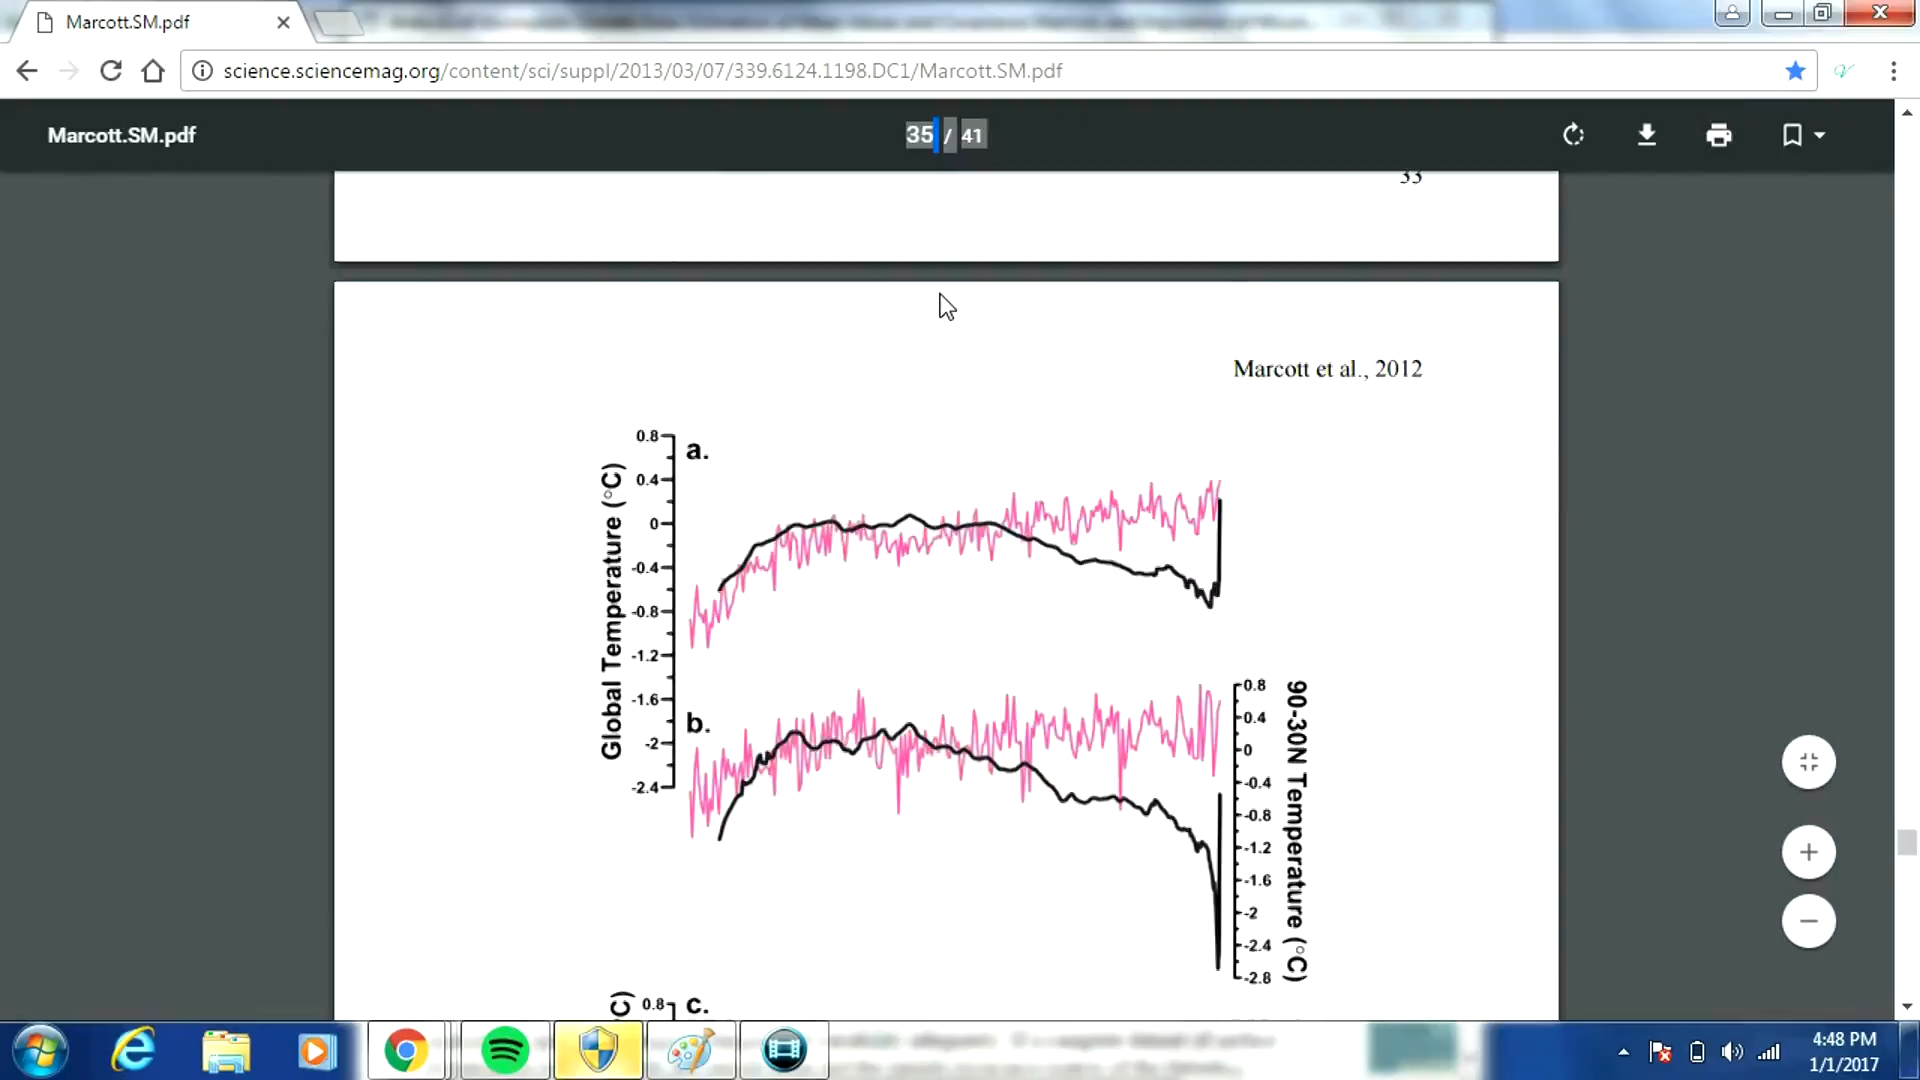 Marcott.SM.pdf
science.sciencemag.org/content/sci/suppl/2013/03/07/339.6124.1198.DC1/Marcott.SM.pdf
Marcott.SM.pdf
35 / 41
33
Marcott et al., 2012
a.
0.8
0.4
0
-0.4
-0.8
-1.2
-1.6
-2
-2.4
Global Temperature (°C)
b.
0.8
0.4
0
-0.4
-0.8
-1.2
-1.6
-2
-2.4
-2.8
90-30N Temperature (°C)
C)
0.8
c.
4:48 PM
1/1/2017